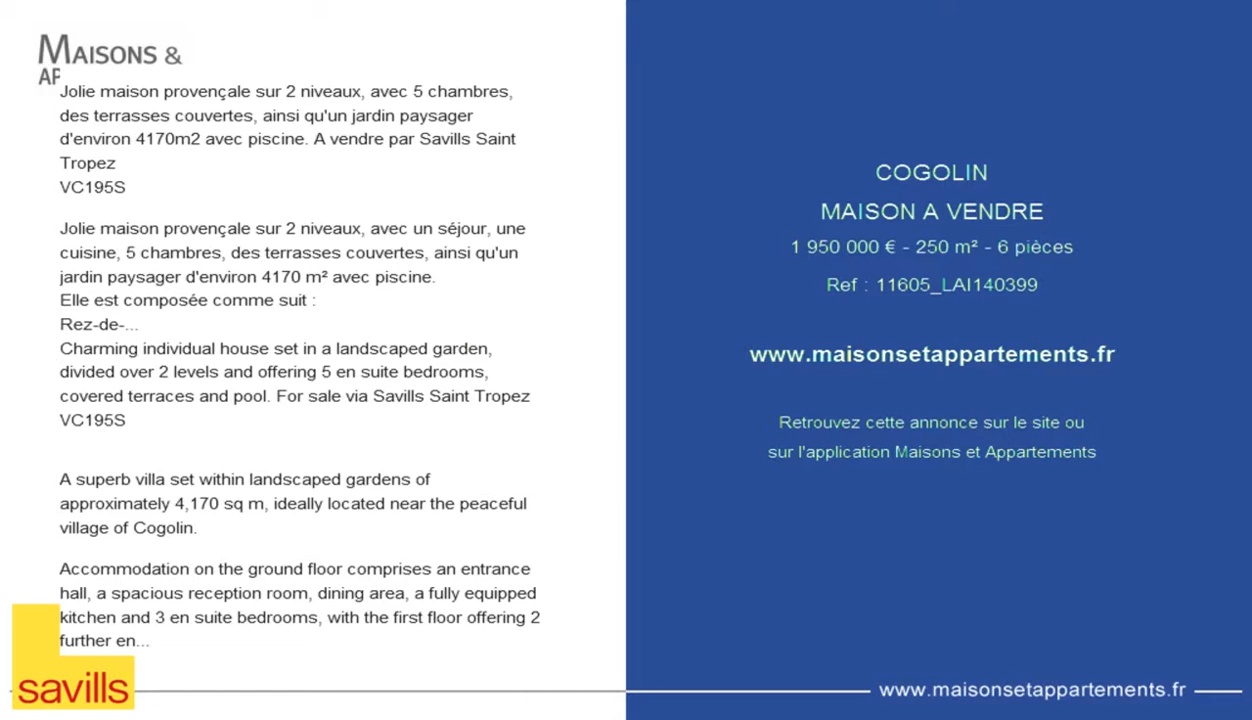 MAISONS &
AP
Jolie maison provençale sur 2 niveaux, avec 5 chambres,
des terrasses couvertes, ainsi qu'un jardin paysager
d'environ 4170m2 avec piscine. A vendre par Savills Saint
Tropez
VC195S
Jolie maison provençale sur 2 niveaux, avec un séjour, une
cuisine, 5 chambres, des terrasses couvertes, ainsi qu'un
jardin paysager d'environ 4170 m² avec piscine.
Elle est composée comme suit :
Rez-de-...
Charming individual house set in a landscaped garden,
divided over 2 levels and offering 5 en suite bedrooms,
covered terraces and pool. For sale via Savills Saint Tropez
VC195S
A superb villa set within landscaped gardens of
approximately 4,170 sq m, ideally located near the peaceful
village of Cogolin.
Accommodation on the ground floor comprises an entrance
hall, a spacious reception room, dining area, a fully equipped
kitchen and 3 en suite bedrooms, with the first floor offering 2
further en...
savills
COGOLIN
MAISON A VENDRE
1 950 000 € - 250 m² - 6 pièces
Ref : 11605_LAI140399
www.maisonsetappartements.fr
Retrouvez cette annonce sur le site ou
sur l'application Maisons et Appartements
www.maisonsetappartements.fr